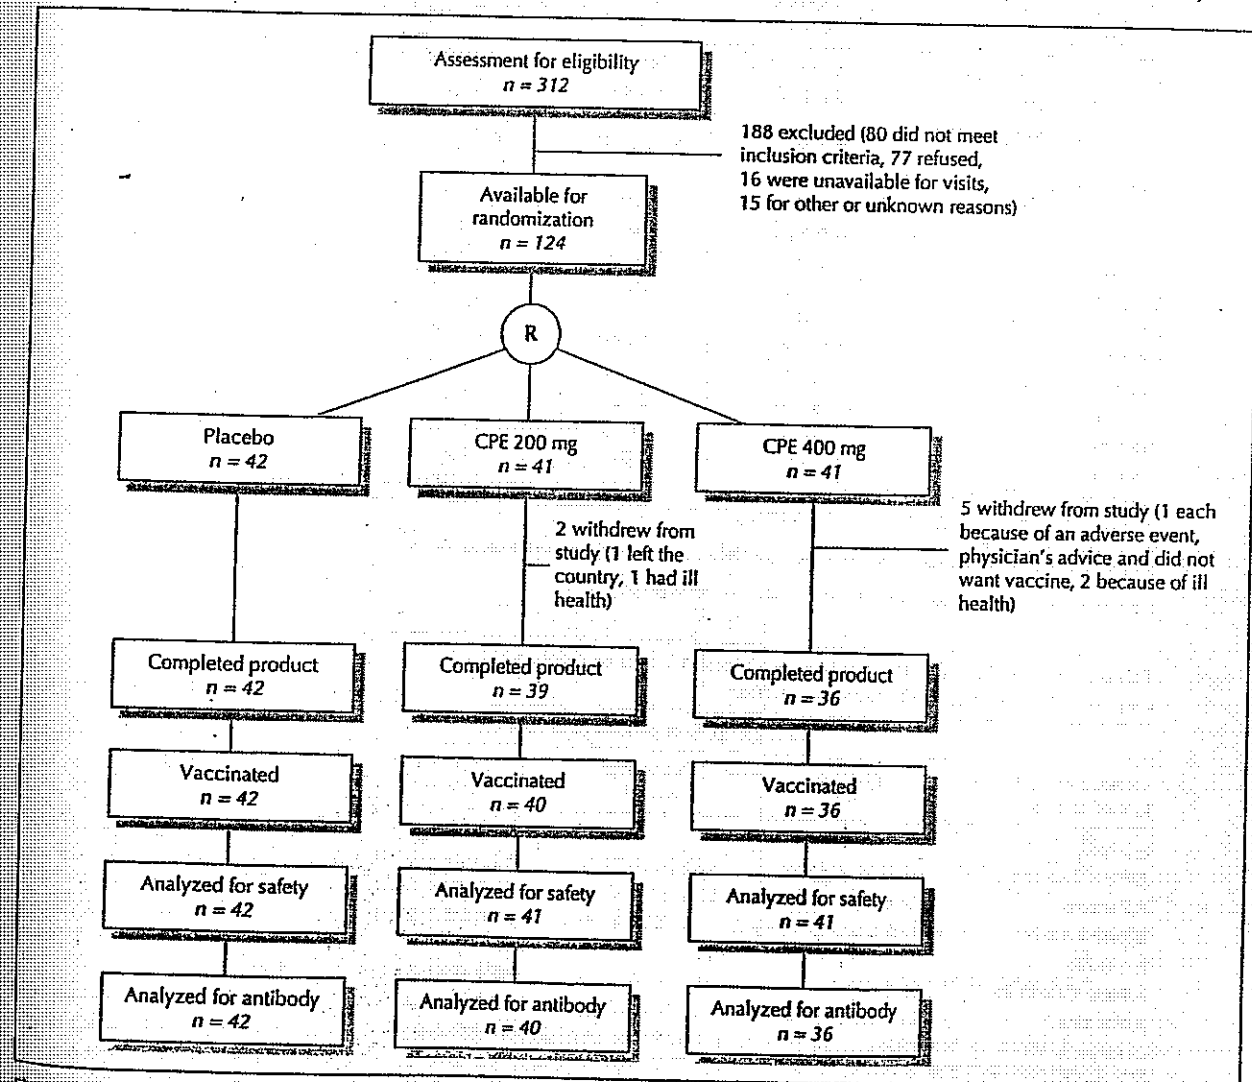 Assessment for eligibility
n = 312
188 excluded (80 did not meet
inclusion criteria, 77 refused,
16 were unavailable for visits,
15 for other or unknown reasons)
Available for
randomization
n = 124
R
Placebo
n = 42
CPE 200 mg
n = 41
CPE 400 mg
n = 41
2 withdrew from
study (1 left the
country, 1 had ill
health)
5 withdrew from study (1 each
because of an adverse event,
physician's advice and did not
want vaccine, 2 because of ill
health)
Completed product
n = 42
Completed product
n = 39
Completed product
n = 36
Vaccinated
n = 42
Vaccinated
n = 40
Vaccinated
n = 36
Analyzed for safety
n = 42
Analyzed for safety
n = 41
Analyzed for safety
n = 41
Analyzed for antibody
n = 42
Analyzed for antibody
n = 40
Analyzed for antibody
n = 36